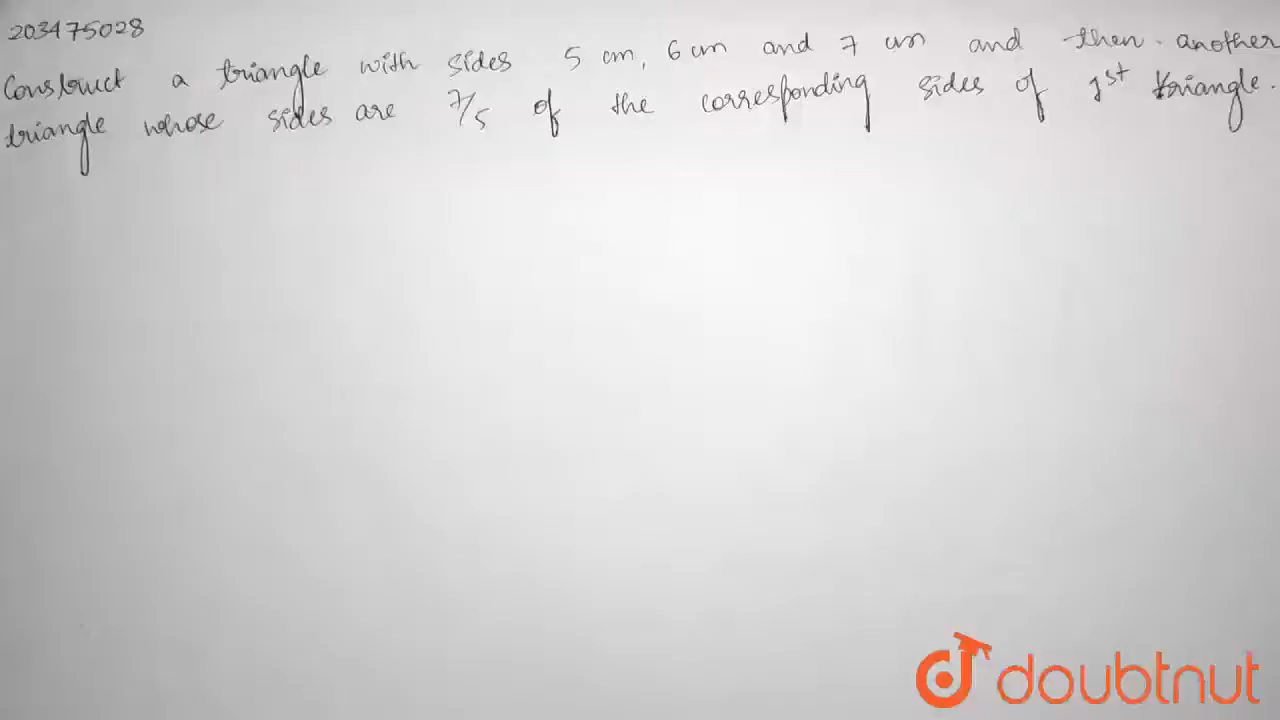 203475028
Construct a triangle with sides 5 cm, 6 cm and 7 cm and then another
triangle whose sides are 7/5 of the corresponding sides of 1st triangle.
doubtnut